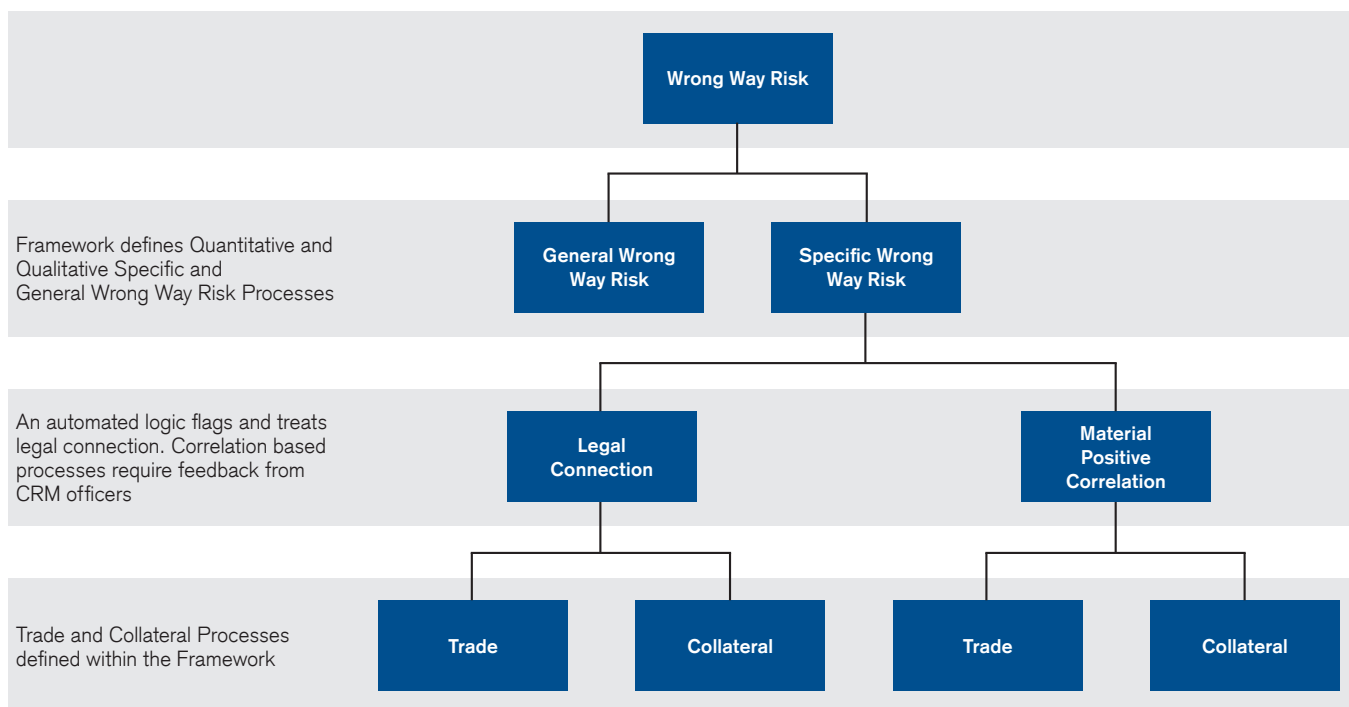 Wrong Way Risk
Framework defines Quantitative and
Qualitative Specific and
General Wrong Way Risk Processes
General Wrong
Way Risk
Specific Wrong
Way Risk
An automated logic flags and treats
legal connection. Correlation based
processes require feedback from
CRM officers
Legal
Connection
Material
Positive
Correlation
Trade and Collateral Processes
defined within the Framework
Trade
Collateral
Trade
Collateral